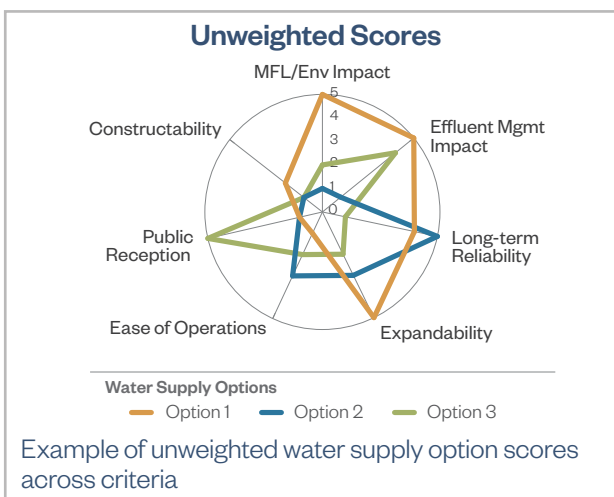 Unweighted Scores
MFL/Env Impact
5
4
3
2
1
0
Constructability
Effluent Mgmt
Impact
Public
Reception
Long-term
Reliability
Ease of Operations
Expandability
Water Supply Options
Option 1
Option 2
Option 3
Example of unweighted water supply option scores
across criteria